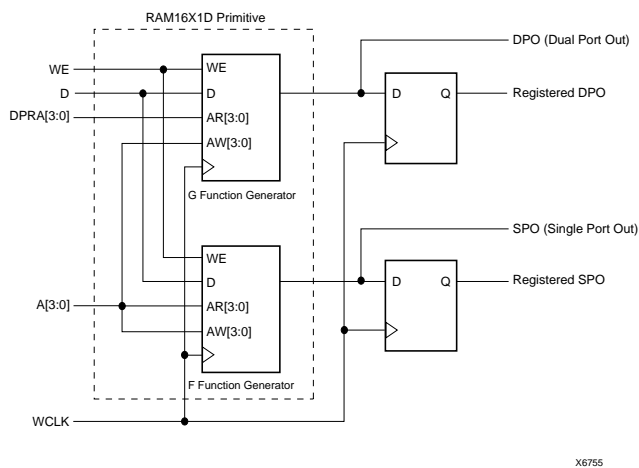 RAM16X1D Primitive
DPO (Dual Port Out)
WE
WE
D
D
D
Q
Registered DPO
DPRA[3:0]
AR[3:0]
AW[3:0]
G Function Generator
SPO (Single Port Out)
WE
D
D
Q
Registered SPO
A[3:0]
AR[3:0]
AW[3:0]
F Function Generator
WCLK
X6755